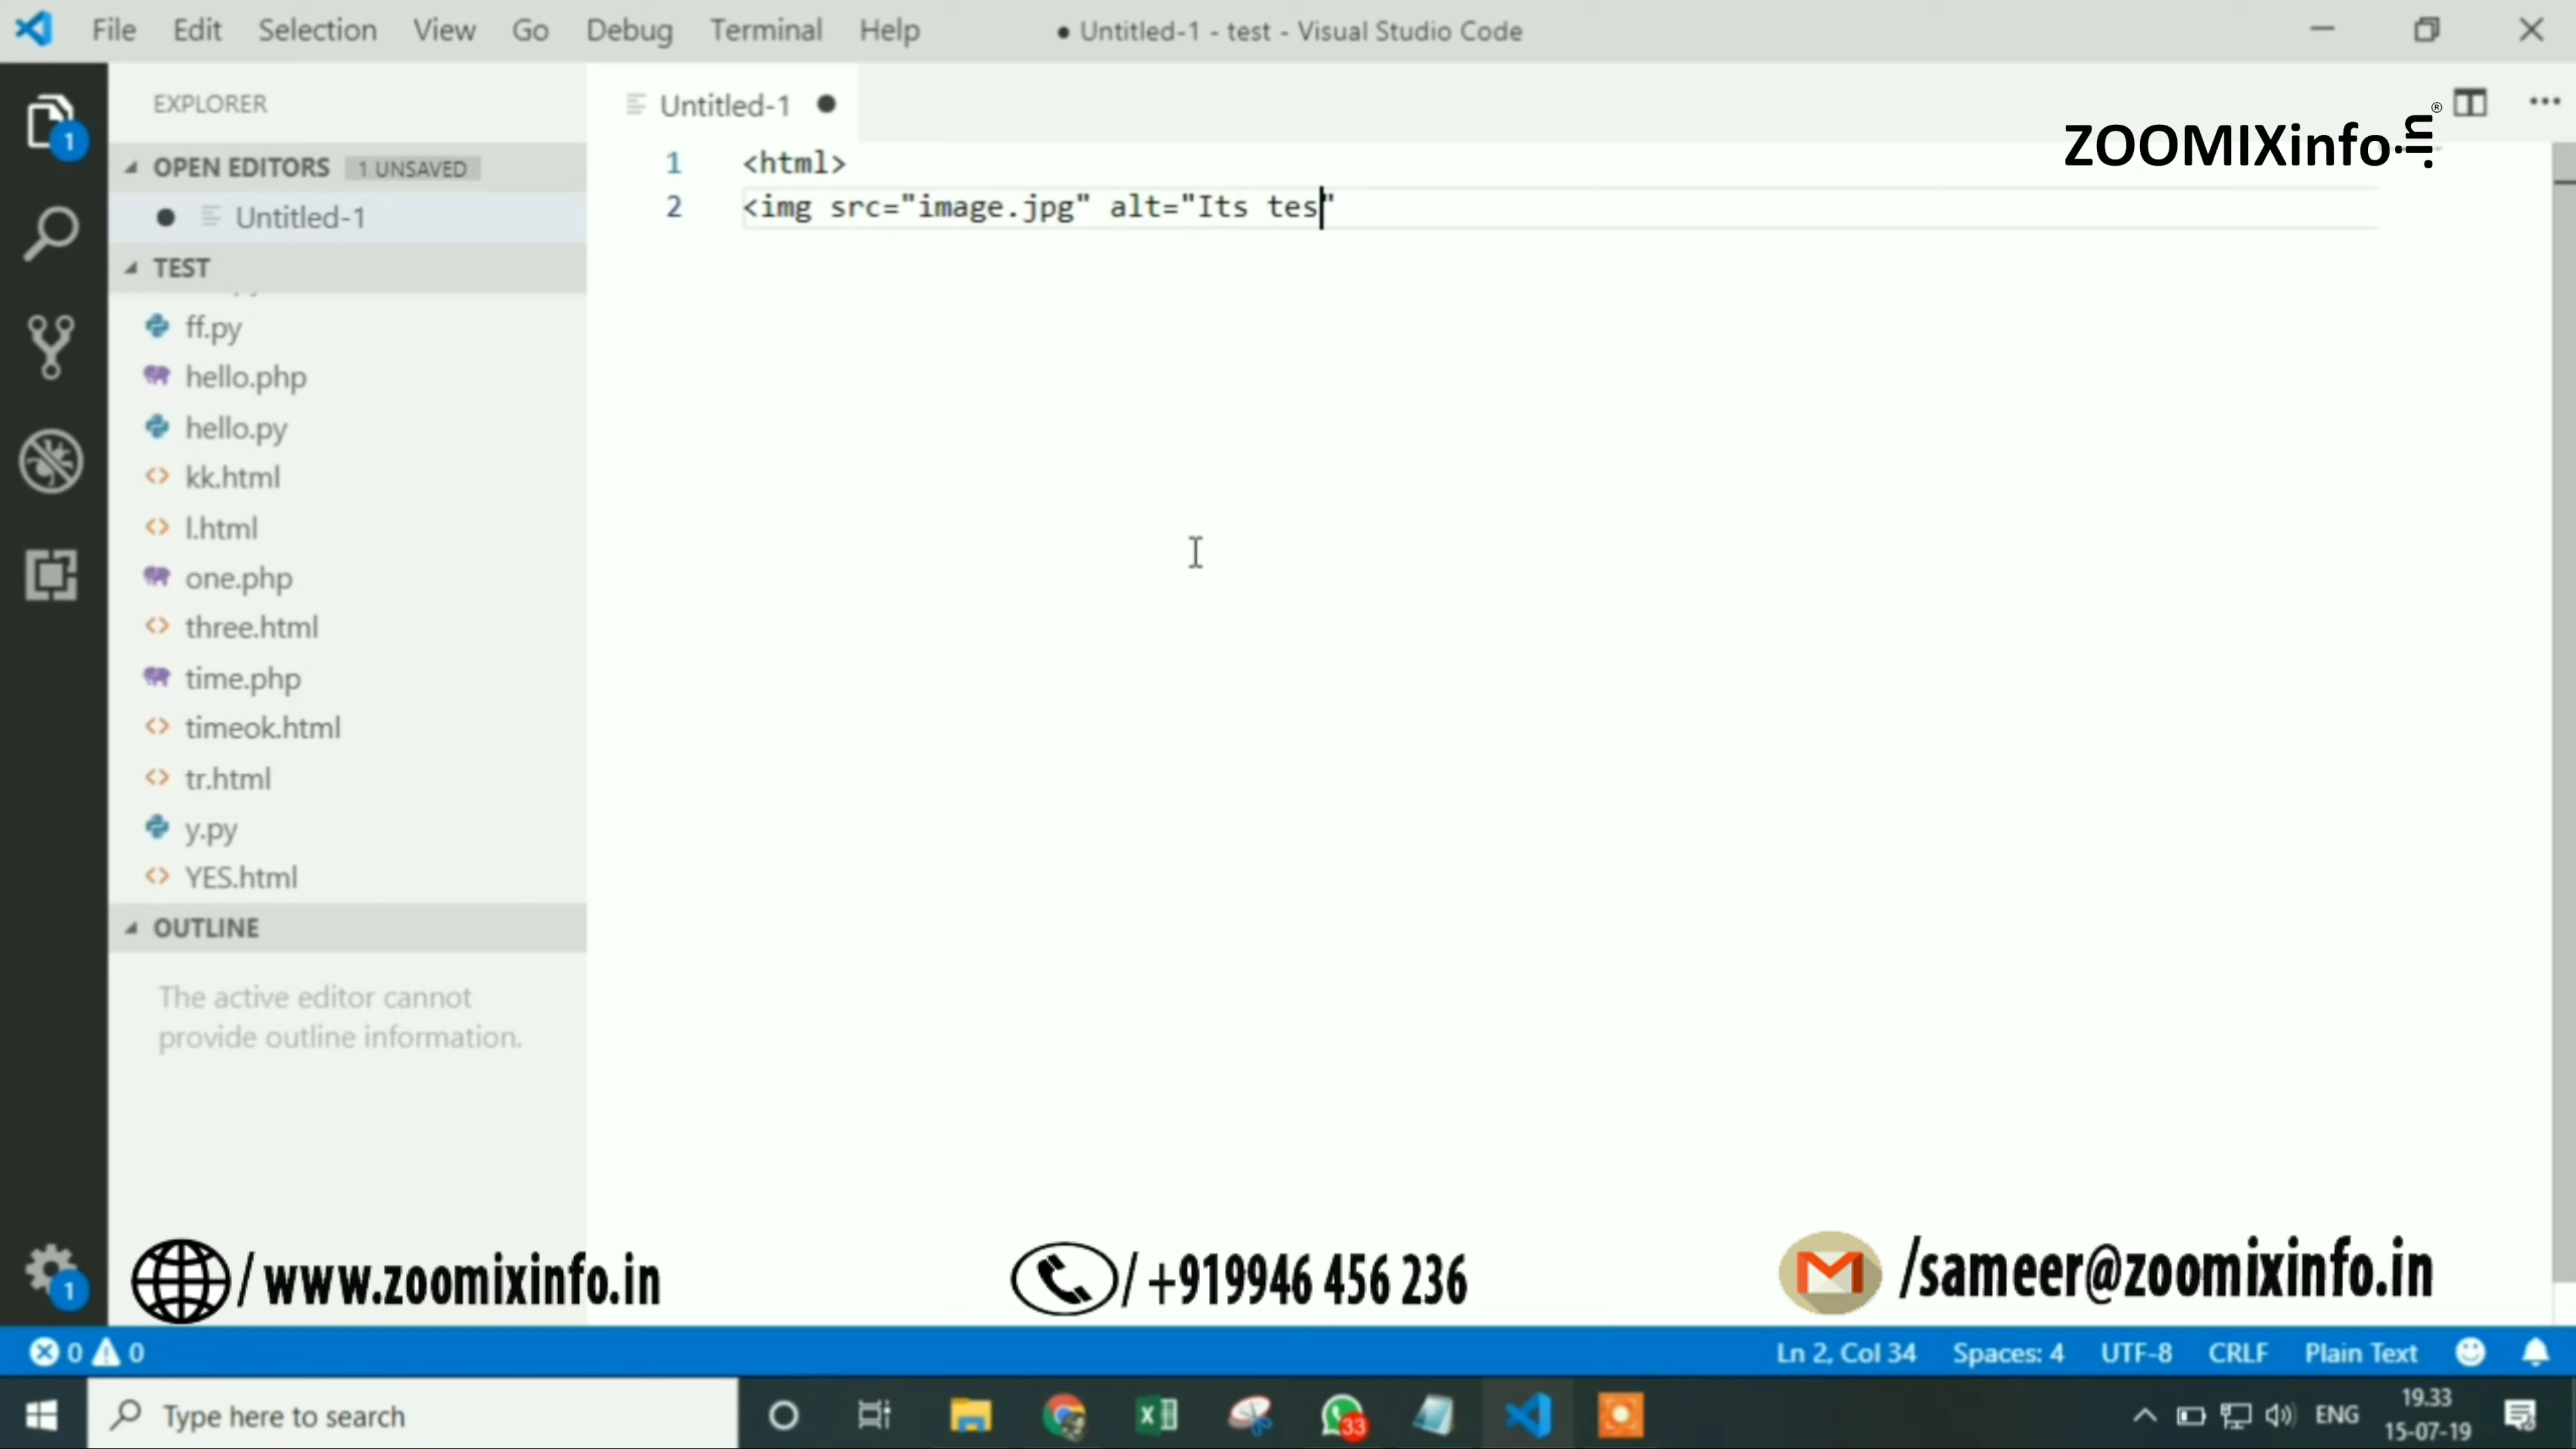 File Edit Selection View Go Debug Terminal Help
● Untitled-1 - test - Visual Studio Code
EXPLORER
OPEN EDITORS 1 UNSAVED
Untitled-1
TEST
ff.py
hello.php
hello.py
kk.html
l.html
one.php
three.html
time.php
timeok.html
tr.html
y.py
YES.html
OUTLINE
The active editor cannot
provide outline information.
1
1
Untitled-1
ZOOMIXinfo.in®
1 <html>
2 <img src="image.jpg" alt="Its tes"
/ www.zoomixinfo.in
/ +919946 456 236
/sameer@zoomixinfo.in
0 0
Ln 2, Col 34 Spaces: 4 UTF-8 CRLF Plain Text
Type here to search
33
ENG
19.33
15-07-19